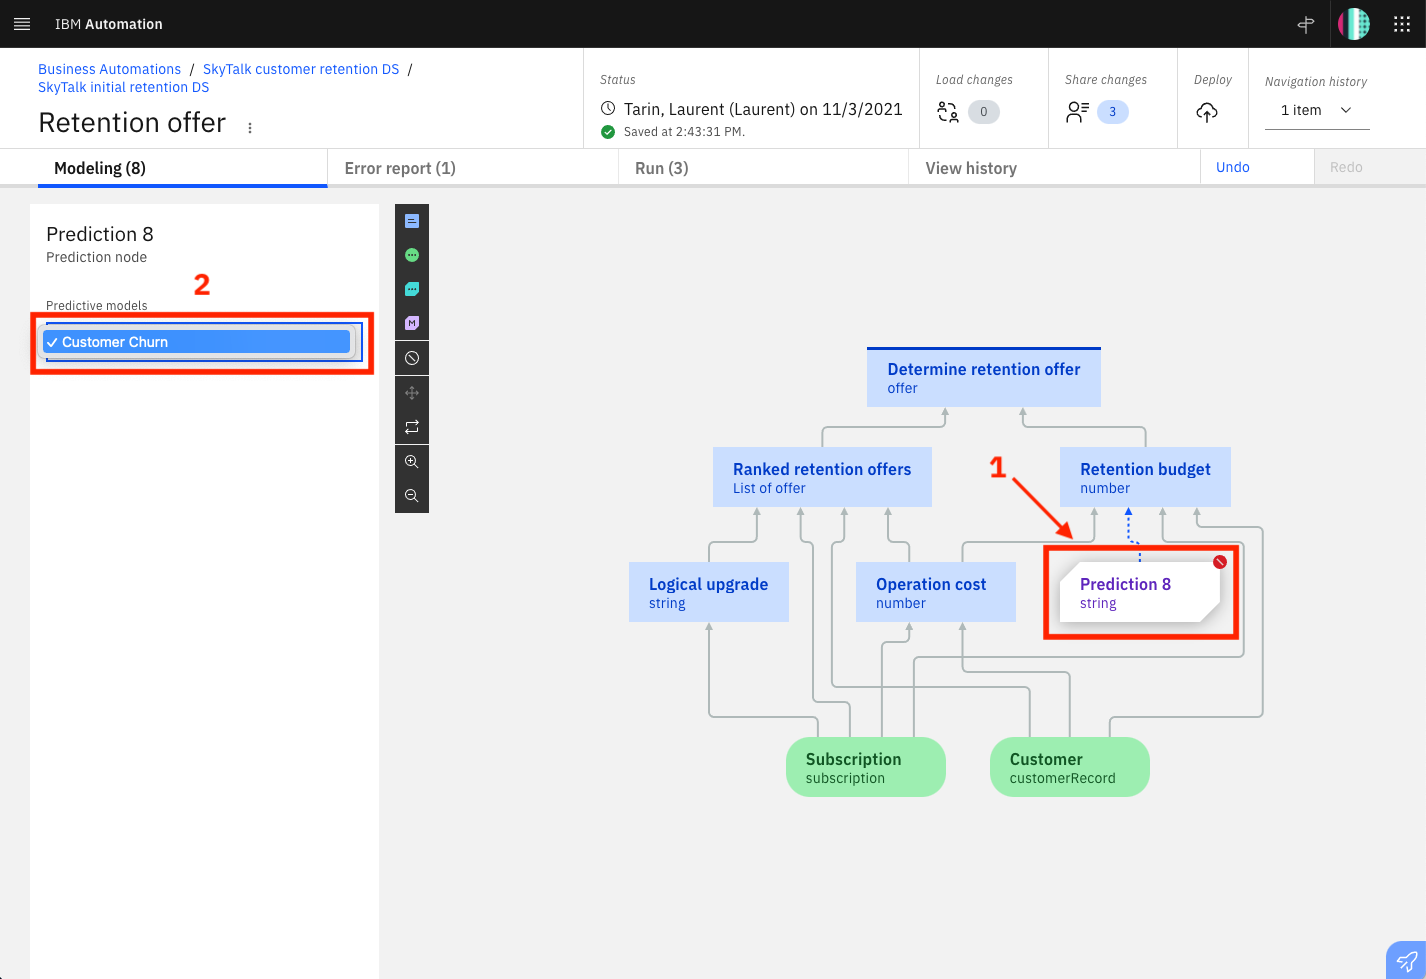 IBM Automation
Business Automations / SkyTalk customer retention DS /
SkyTalk initial retention DS
Retention offer
Status
Tarin, Laurent (Laurent) on 11/3/2021
Saved at 2:43:31 PM.
Load changes
0
Share changes
3
Deploy
Navigation history
1 item
Modeling (8)
Error report (1)
Run (3)
View history
Undo
Redo
Prediction 8
Prediction node
2
Predictive models
✓ Customer Churn
M
Determine retention offer
offer
Ranked retention offers
List of offer
1
Retention budget
number
Logical upgrade
string
Operation cost
number
Prediction 8
string
Subscription
subscription
Customer
customerRecord